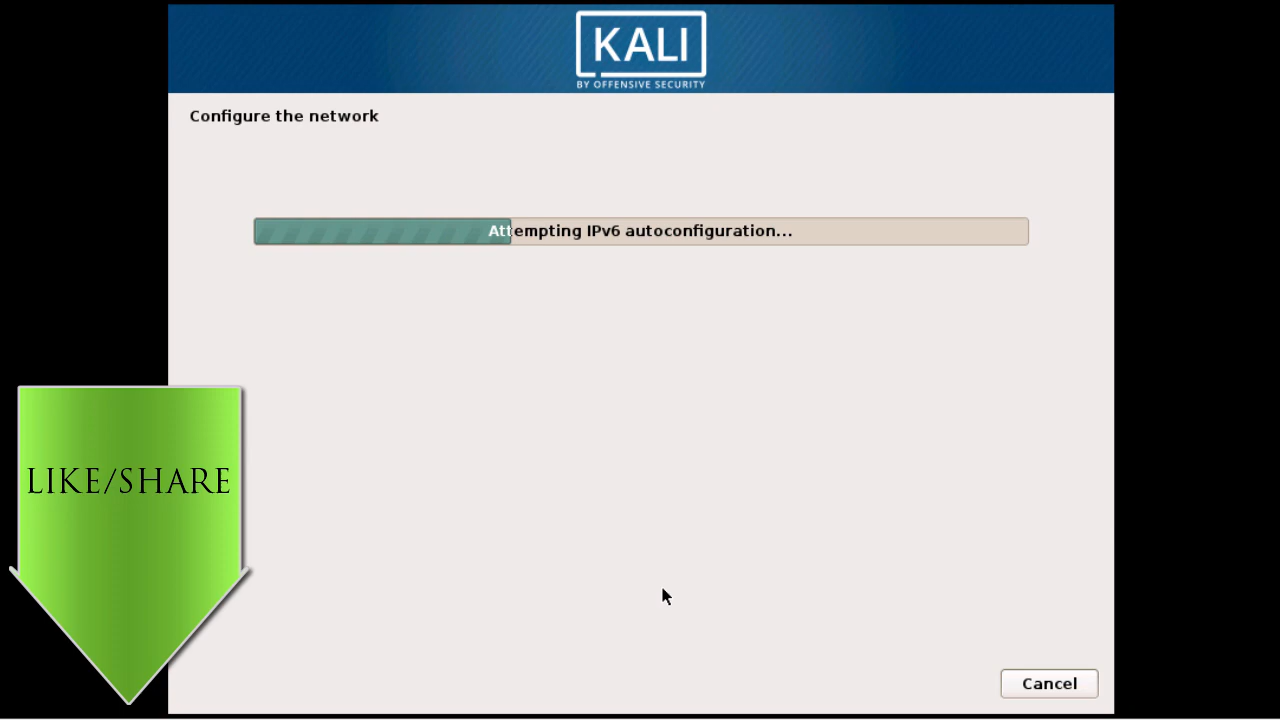 KALI
BY OFFENSIVE SECURITY
Configure the network
Attempting IPv6 autoconfiguration...
LIKE/SHARE
Cancel